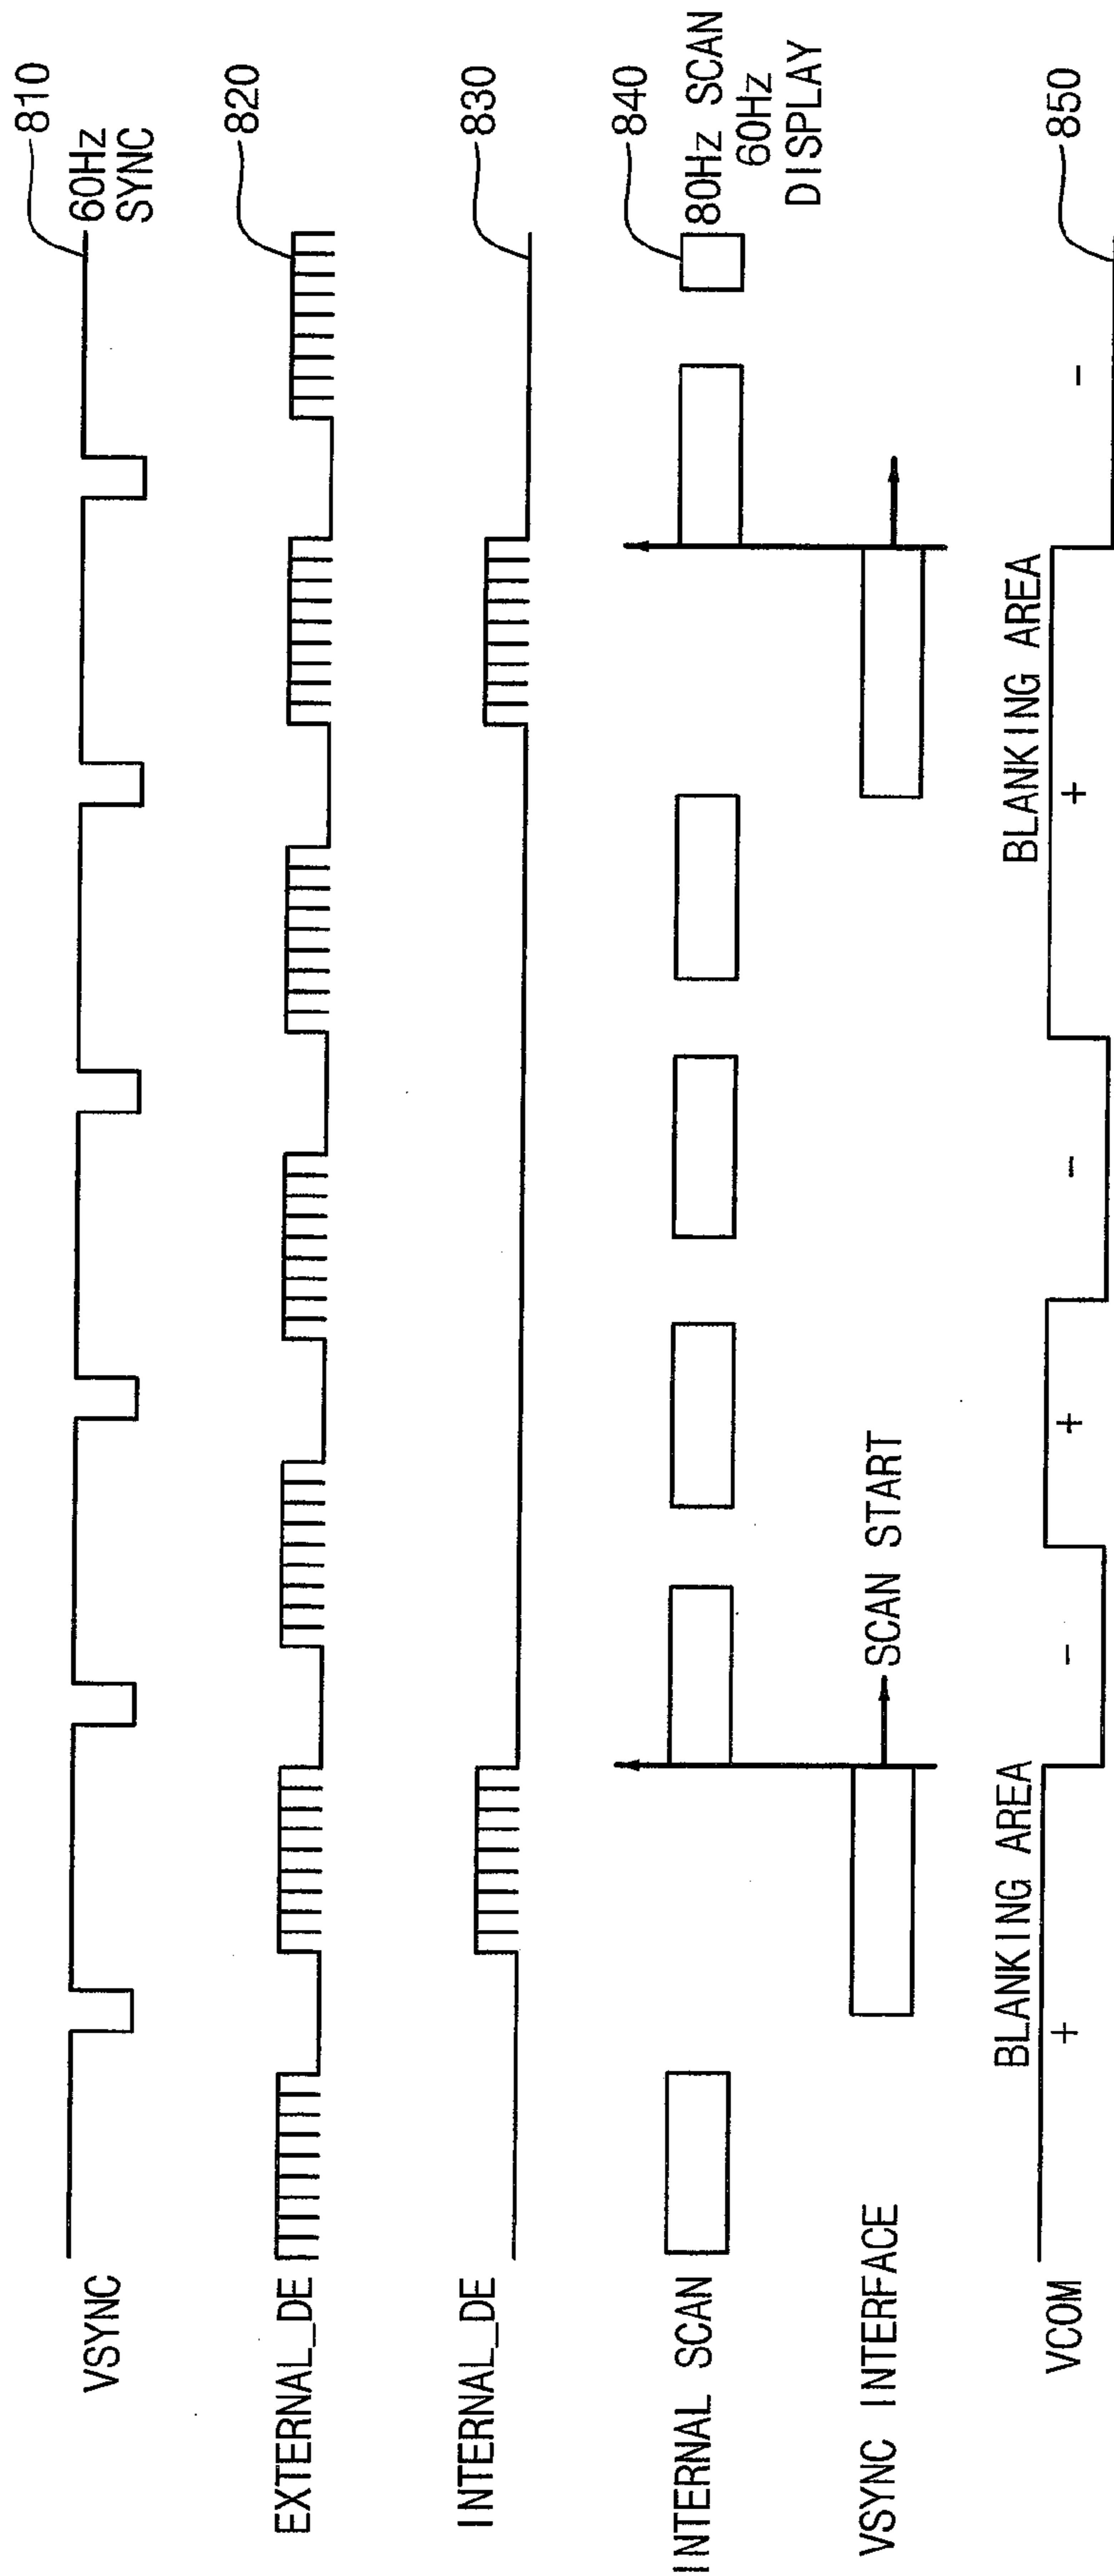 VSYNC
810
60Hz
SYNC
EXTERNAL_DE
820
INTERNAL_DE
830
INTERNAL SCAN
840
80Hz SCAN
60Hz
DISPLAY
VSYNC INTERFACE
SCAN START
VCOM
BLANKING AREA
BLANKING AREA
+
-
+
-
+
-
850